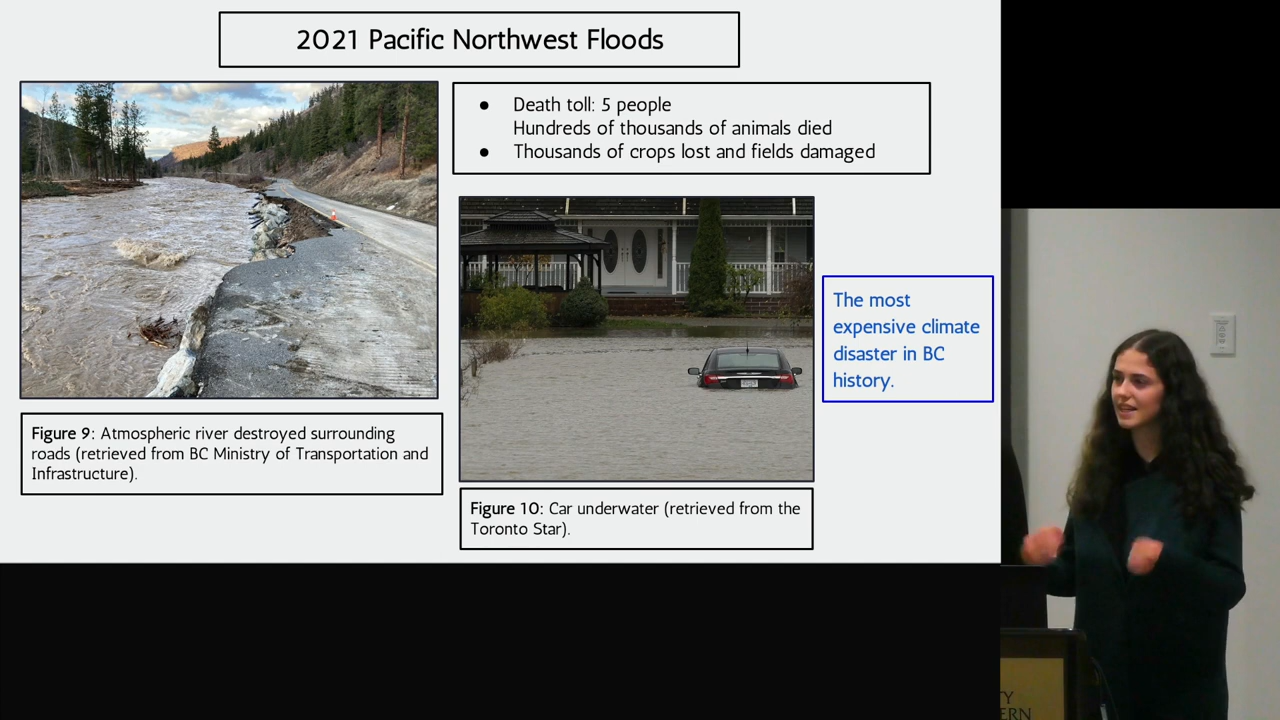 2021 Pacific Northwest Floods
● Death toll: 5 people
Hundreds of thousands of animals died
● Thousands of crops lost and fields damaged
The most
expensive climate
disaster in BC
history.
Figure 9: Atmospheric river destroyed surrounding
roads (retrieved from BC Ministry of Transportation and
Infrastructure).
Figure 10: Car underwater (retrieved from the
Toronto Star).
TY
ERN